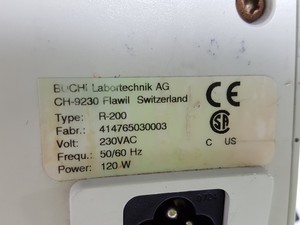 BUCHI Labortechnik AG
CH-9230 Flawil Switzerland
Type: R-200
Fabr.: 414765030003
Volt: 230VAC
Frequ.: 50/60 Hz
Power: 120 W
CE
C US